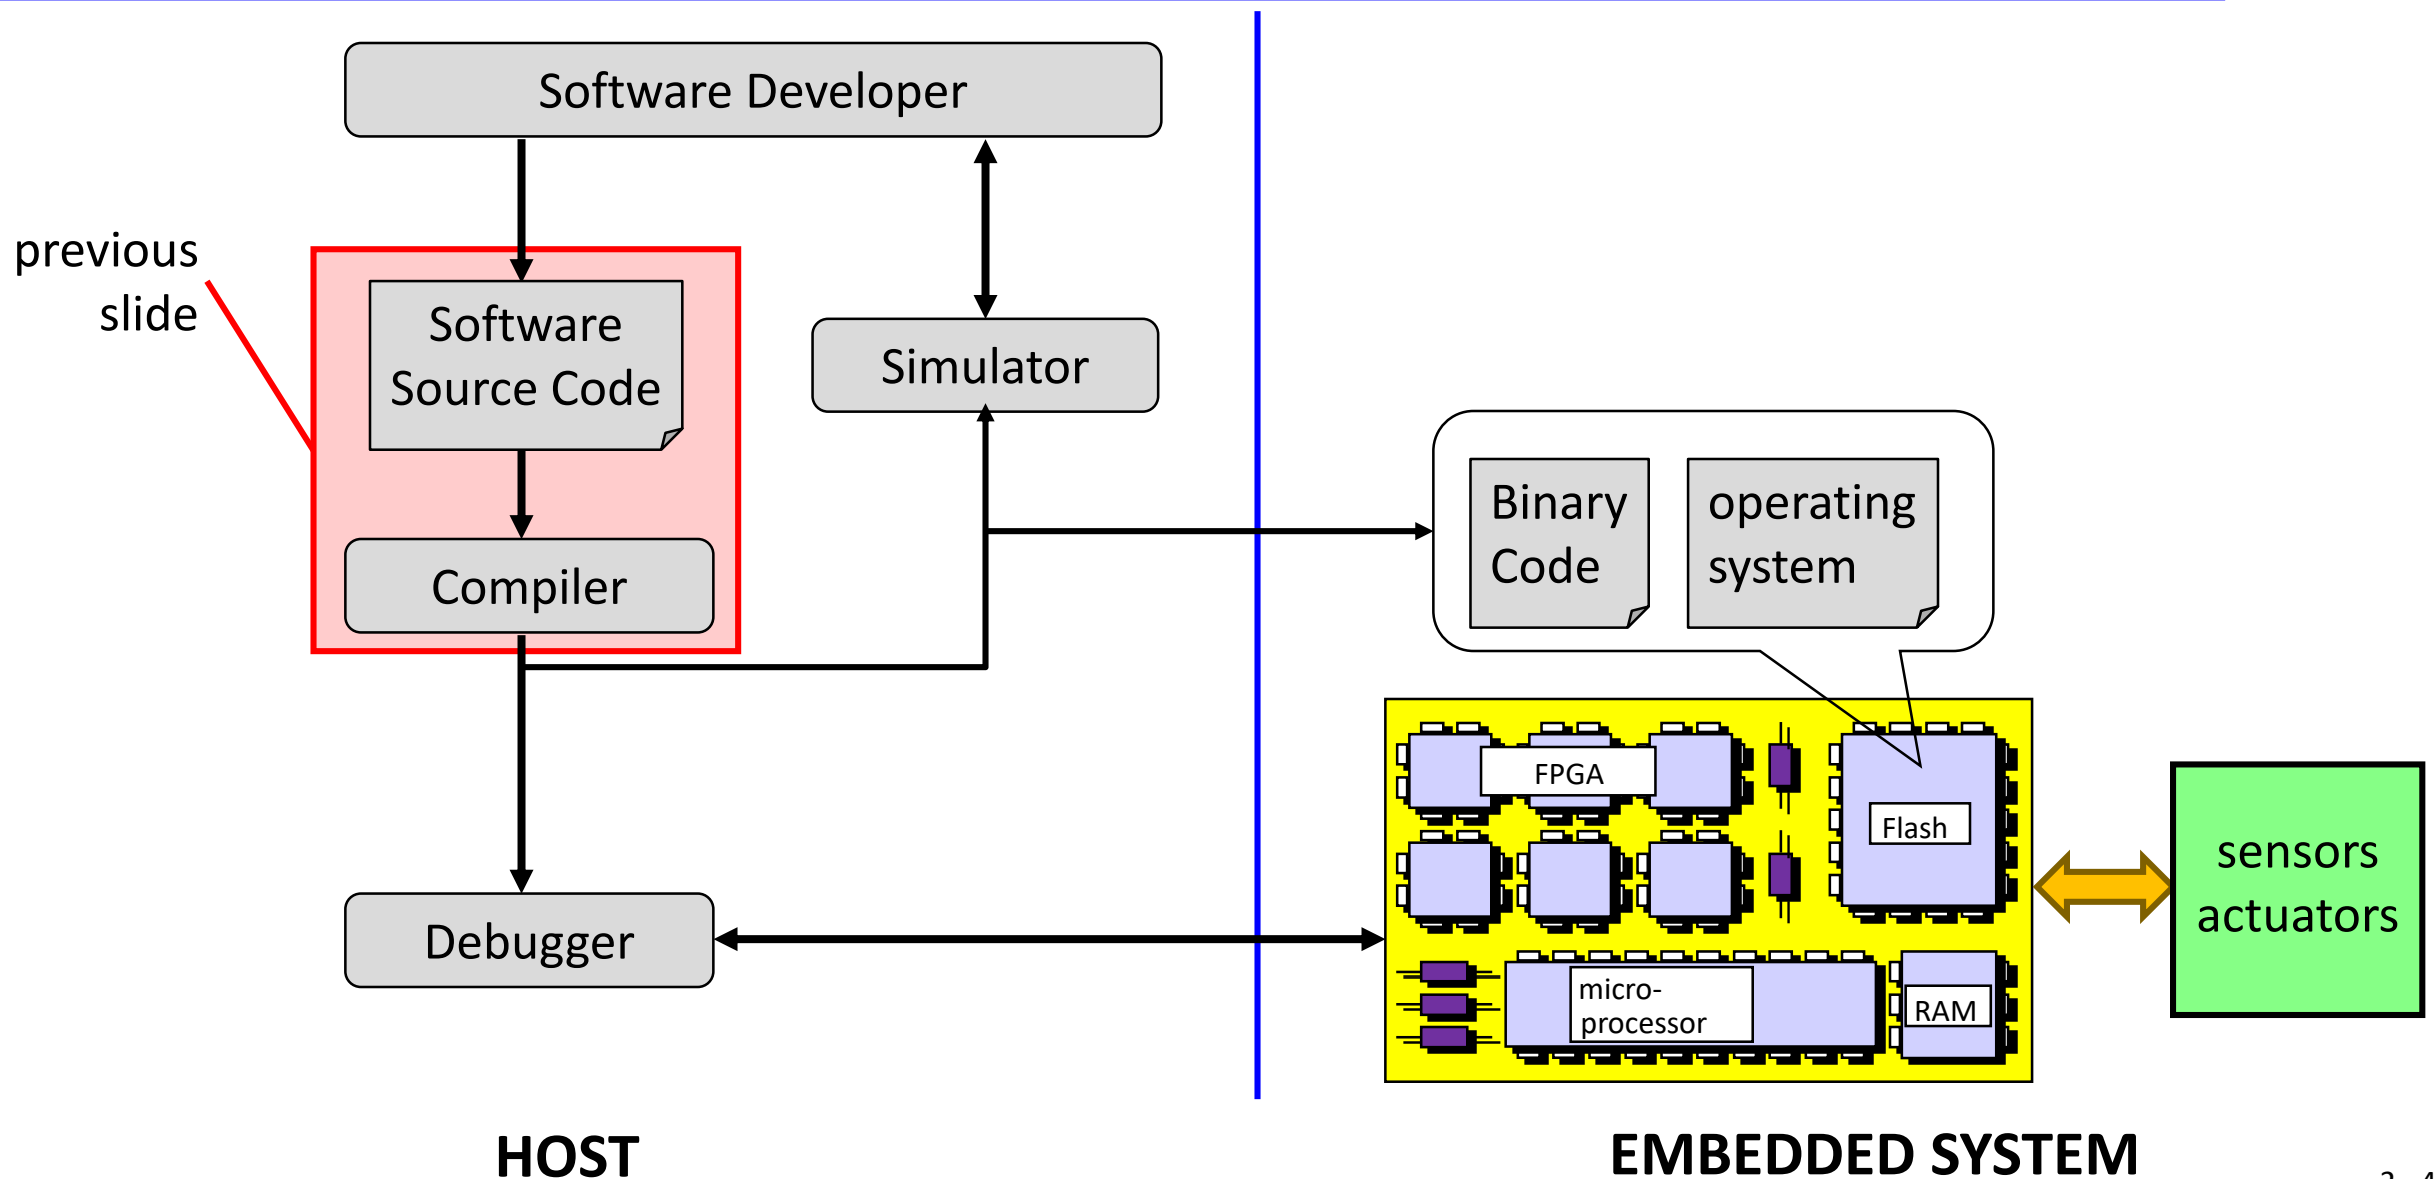 Software Developer
previous
slide
Software
Source Code
Simulator
Compiler
Binary
Code
operating
system
FPGA
Flash
sensors
actuators
Debugger
micro-
processor
RAM
HOST
EMBEDDED SYSTEM